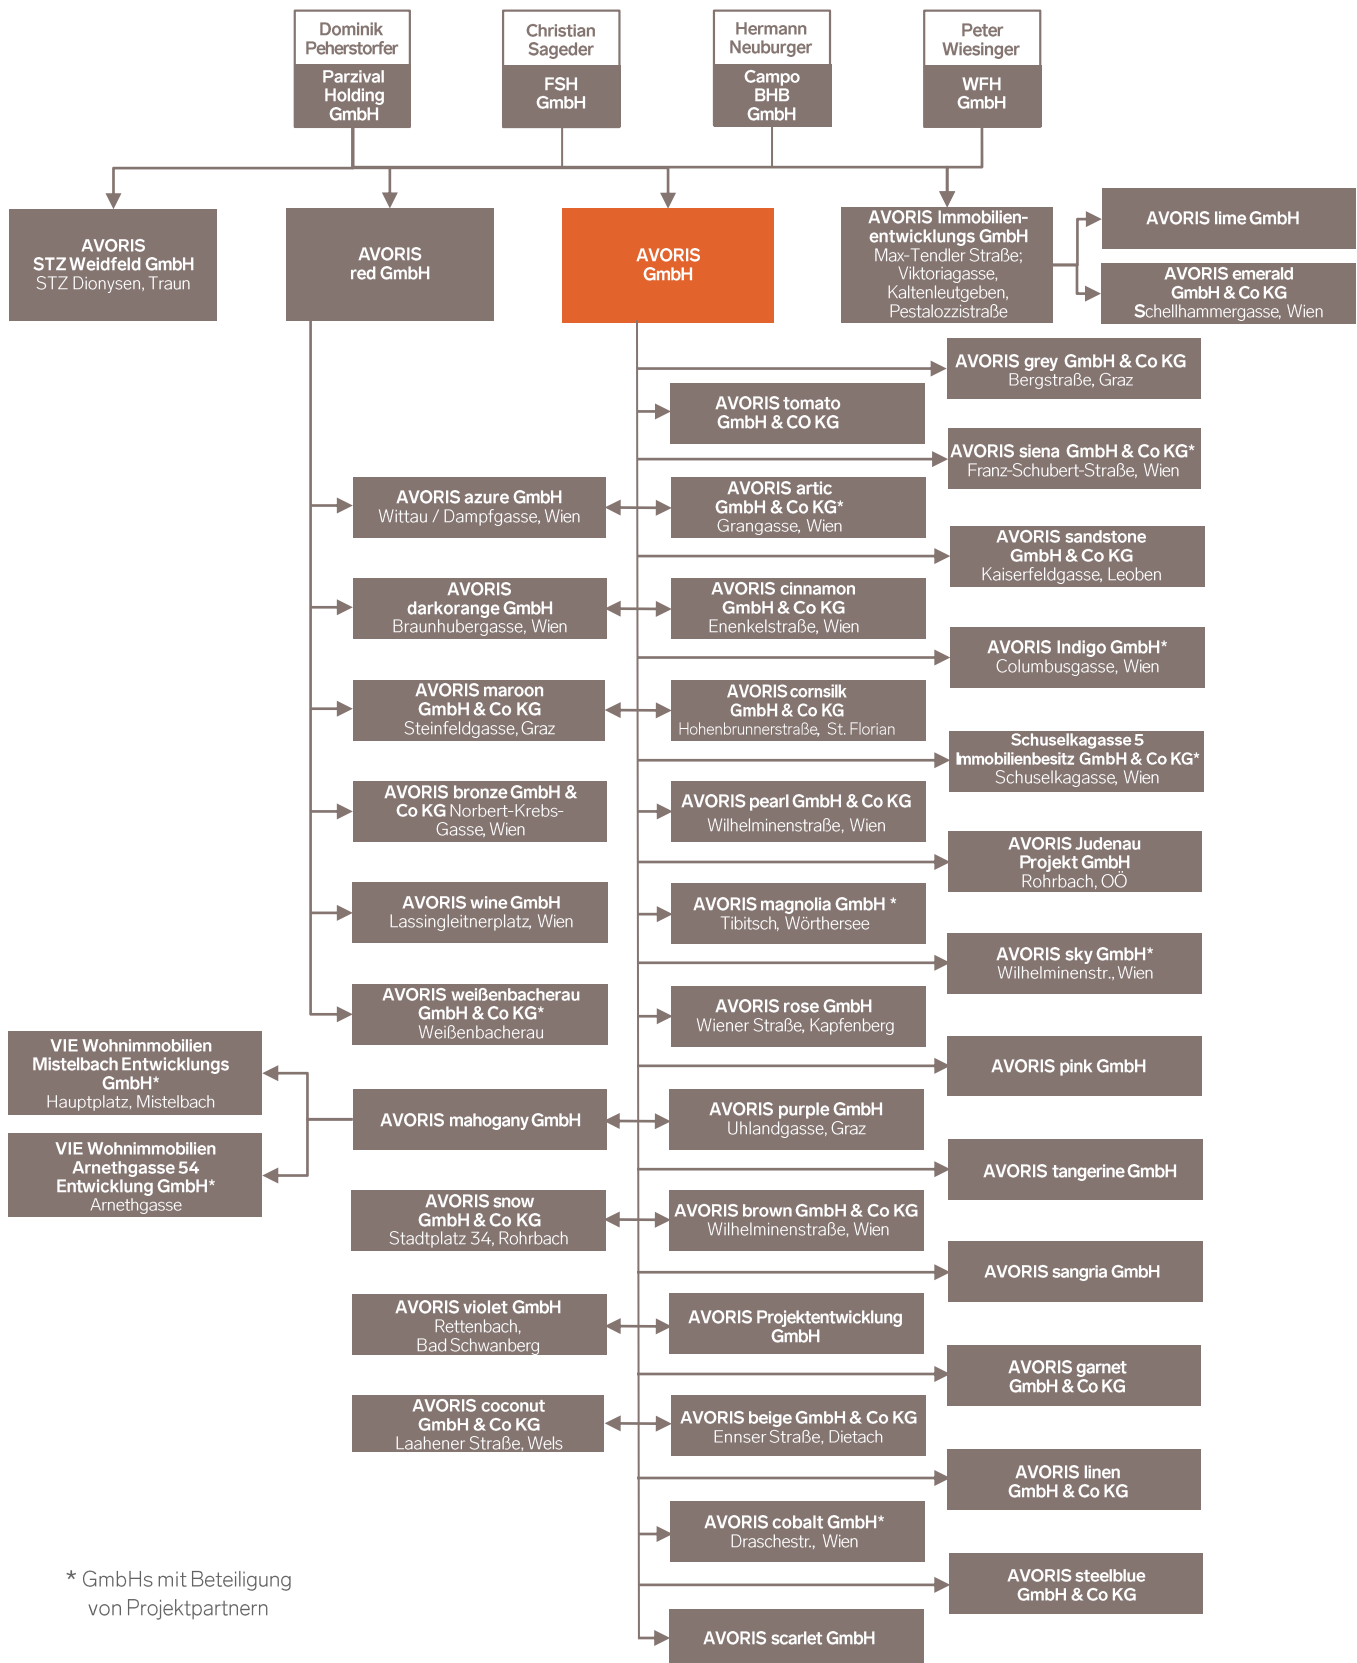 Dominik
Peherstorfer
Parzival
Holding
GmbH
Christian
Sageder
FSH
GmbH
Hermann
Neuburger
Campo
BHB
GmbH
Peter
Wiesinger
WFH
GmbH
AVORIS
STZ Weidfeld GmbH
STZ Dionysen, Traun
AVORIS
red GmbH
AVORIS
GmbH
AVORIS Immobilien-
entwicklungs GmbH
Max-Tendler Straße;
Viktoriagasse,
Kaltenleutgeben,
Pestalozzistraße
AVORIS lime GmbH
AVORIS emerald
GmbH & Co KG
Schellhammergasse, Wien
AVORIS grey GmbH & Co KG
Bergstraße, Graz
AVORIS tomato
GmbH & CO KG
AVORIS siena GmbH & Co KG*
Franz-Schubert-Straße, Wien
AVORIS azure GmbH
Wittau / Dampfgasse, Wien
AVORIS artic
GmbH & Co KG*
Grangasse, Wien
AVORIS sandstone
GmbH & Co KG
Kaiserfeldgasse, Leoben
AVORIS
darkorange GmbH
Braunhubergasse, Wien
AVORIS cinnamon
GmbH & Co KG
Enenkelstraße, Wien
AVORIS Indigo GmbH*
Columbusgasse, Wien
AVORIS maroon
GmbH & Co KG
Steinfeldgasse, Graz
AVORIS cornsilk
GmbH & Co KG
Hohenbrunnerstraße, St. Florian
Schuselkagasse 5
Immobilienbesitz GmbH & Co KG*
Schuselkagasse, Wien
AVORIS bronze GmbH &
Co KG Norbert-Krebs-
Gasse, Wien
AVORIS pearl GmbH & Co KG
Wilhelminenstraße, Wien
AVORIS Judenau
Projekt GmbH
Rohrbach, OÖ
AVORIS wine GmbH
Lassingleitnerplatz, Wien
AVORIS magnolia GmbH *
Tibitsch, Wörthersee
AVORIS sky GmbH*
Wilhelminenstr., Wien
AVORIS weißenbacherau
GmbH & Co KG*
Weißenbacherau
AVORIS rose GmbH
Wiener Straße, Kapfenberg
VIE Wohnimmobilien
Mistelbach Entwicklungs
GmbH*
Hauptplatz, Mistelbach
AVORIS pink GmbH
AVORIS mahogany GmbH
AVORIS purple GmbH
Uhlandgasse, Graz
VIE Wohnimmobilien
Arnethgasse 54
Entwicklung GmbH*
Arnethgasse
AVORIS tangerine GmbH
AVORIS snow
GmbH & Co KG
Stadtplatz 34, Rohrbach
AVORIS brown GmbH & Co KG
Wilhelminenstraße, Wien
AVORIS sangria GmbH
AVORIS violet GmbH
Rettenbach,
Bad Schwanberg
AVORIS Projektentwicklung
GmbH
AVORIS garnet
GmbH & Co KG
AVORIS coconut
GmbH & Co KG
Laahener Straße, Wels
AVORIS beige GmbH & Co KG
Ennser Straße, Dietach
AVORIS linen
GmbH & Co KG
AVORIS cobalt GmbH*
Draschestr., Wien
AVORIS steelblue
GmbH & Co KG
AVORIS scarlet GmbH
* GmbHs mit Beteiligung
von Projektpartnern